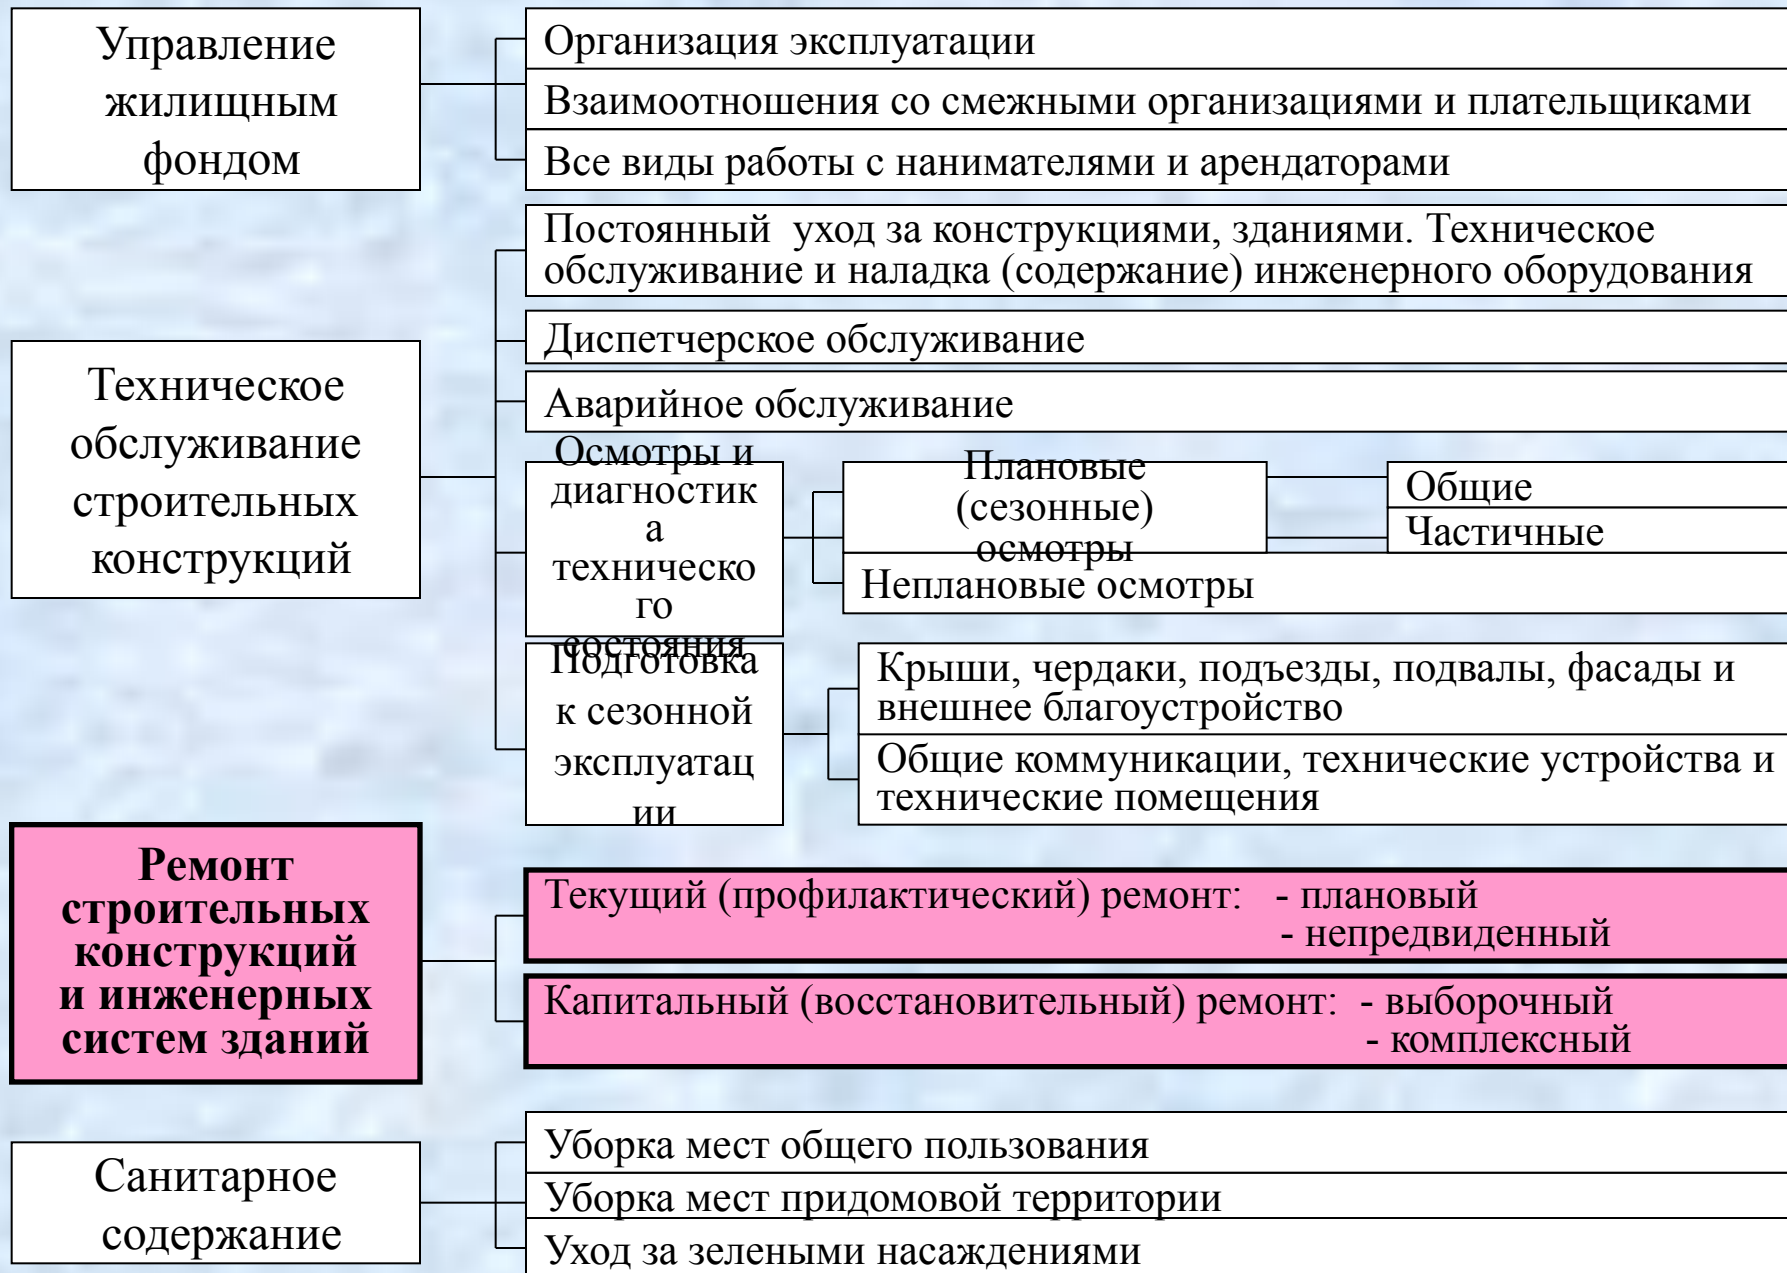 Управление
жилищным
фондом
Организация эксплуатации
Взаимоотношения со смежными организациями и плательщиками
Все виды работы с нанимателями и арендаторами
Техническое
обслуживание
строительных
конструкций
Постоянный уход за конструкциями, зданиями. Техническое
обслуживание и наладка (содержание) инженерного оборудования
Диспетчерское обслуживание
Аварийное обслуживание
Осмотры и
диагностик
а
техническо
го
состояния
Плановые
(сезонные)
осмотры
Общие
Частичные
Неплановые осмотры
Подготовка
к сезонной
эксплуатац
ии
Крыши, чердаки, подъезды, подвалы, фасады и
внешнее благоустройство
Общие коммуникации, технические устройства и
технические помещения
Ремонт
строительных
конструкций
и инженерных
систем зданий
Текущий (профилактический) ремонт: - плановый
- непредвиденный
Капитальный (восстановительный) ремонт: - выборочный
- комплексный
Санитарное
содержание
Уборка мест общего пользования
Уборка мест придомовой территории
Уход за зелеными насаждениями